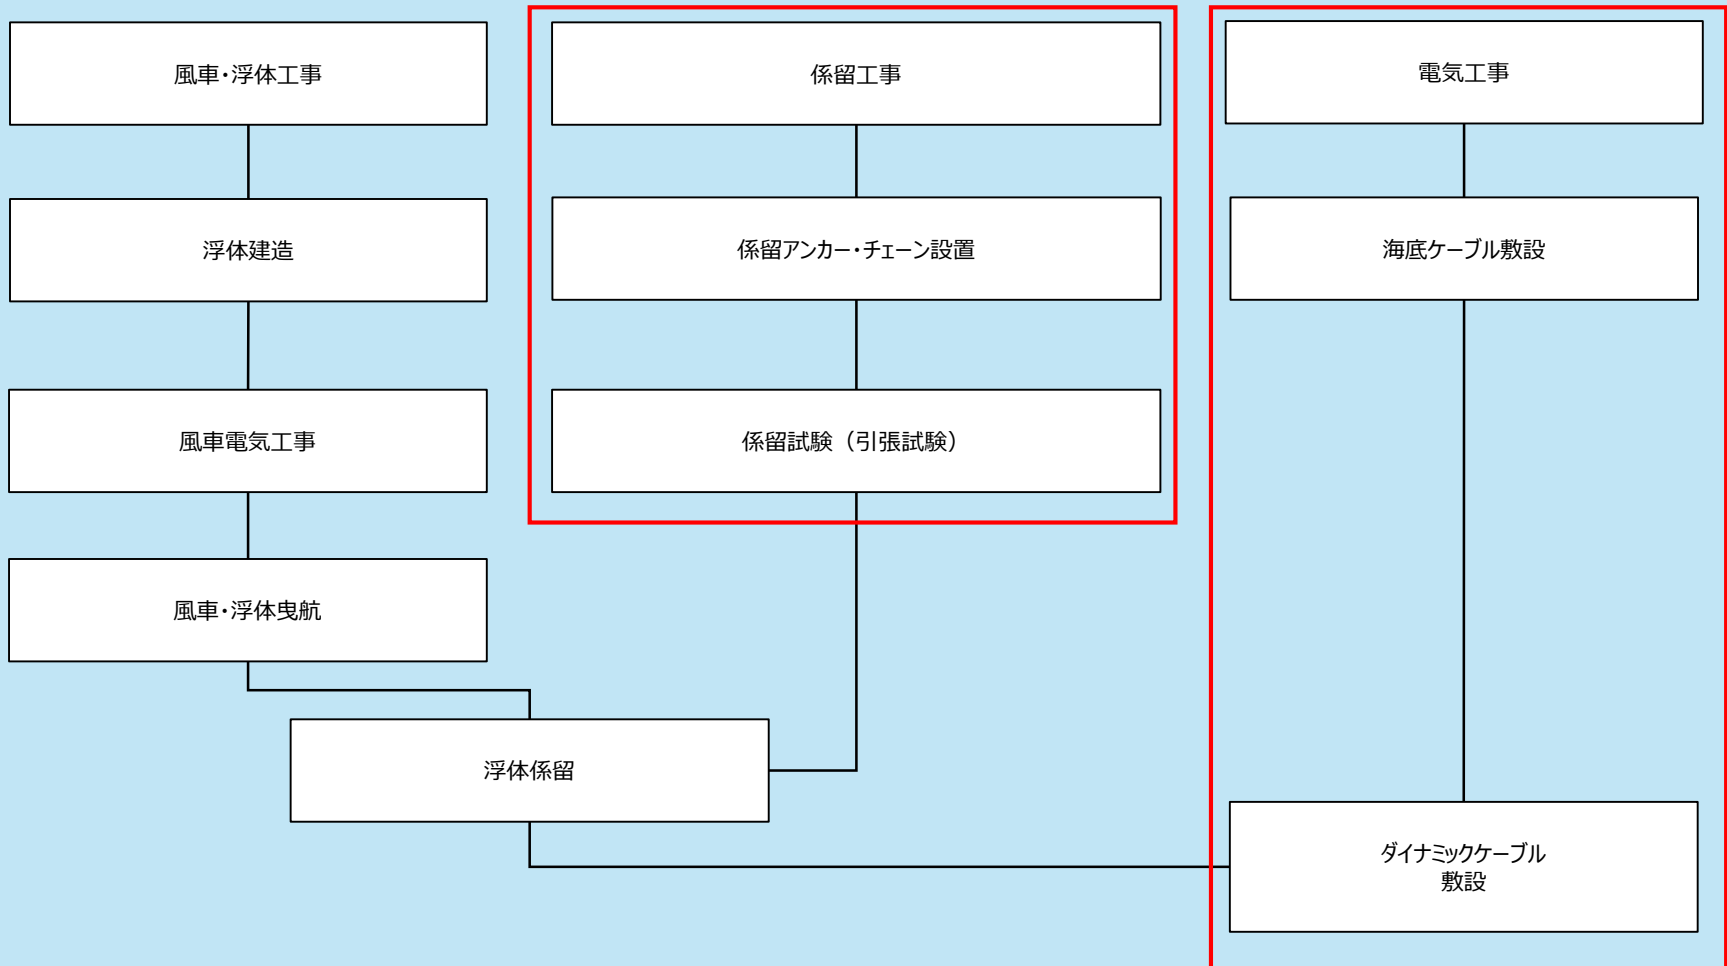 風車・浮体工事
浮体建造
風車電気工事
風車・浮体曳航
係留工事
係留アンカー・チェーン設置
係留試験（引張試験）
浮体係留
電気工事
海底ケーブル敷設
ダイナミックケーブル
敷設